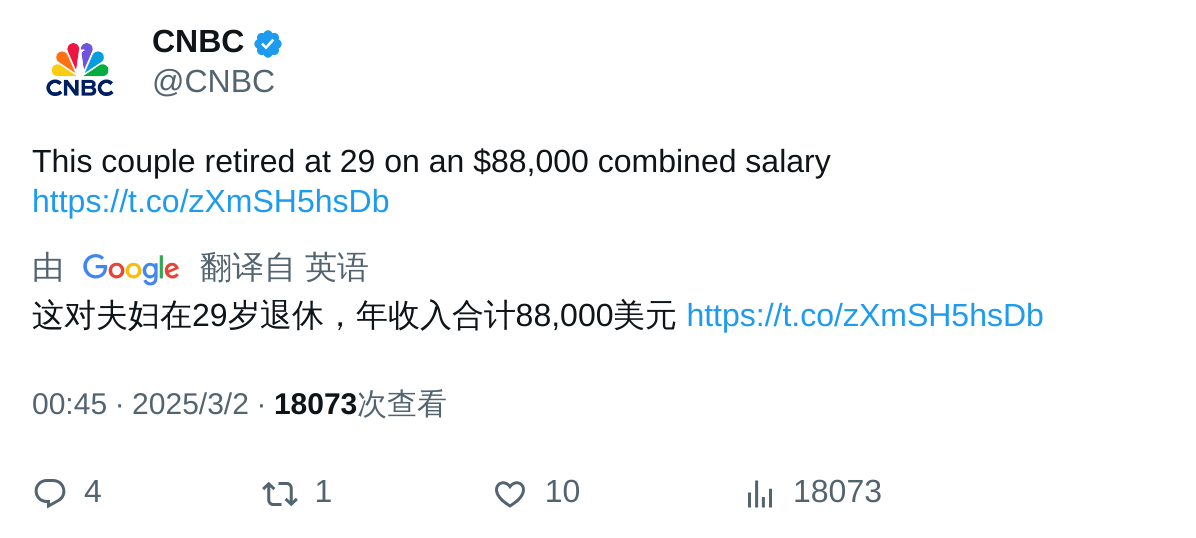 CNBC
@CNBC
CNBC
This couple retired at 29 on an $88,000 combined salary
https://t.co/zXmSH5hsDb
由 Google 翻译自 英语
这对夫妇在29岁退休，年收入合计88,000美元 https://t.co/zXmSH5hsDb
00:45 · 2025/3/2 · 18073次查看
4 1 10 18073